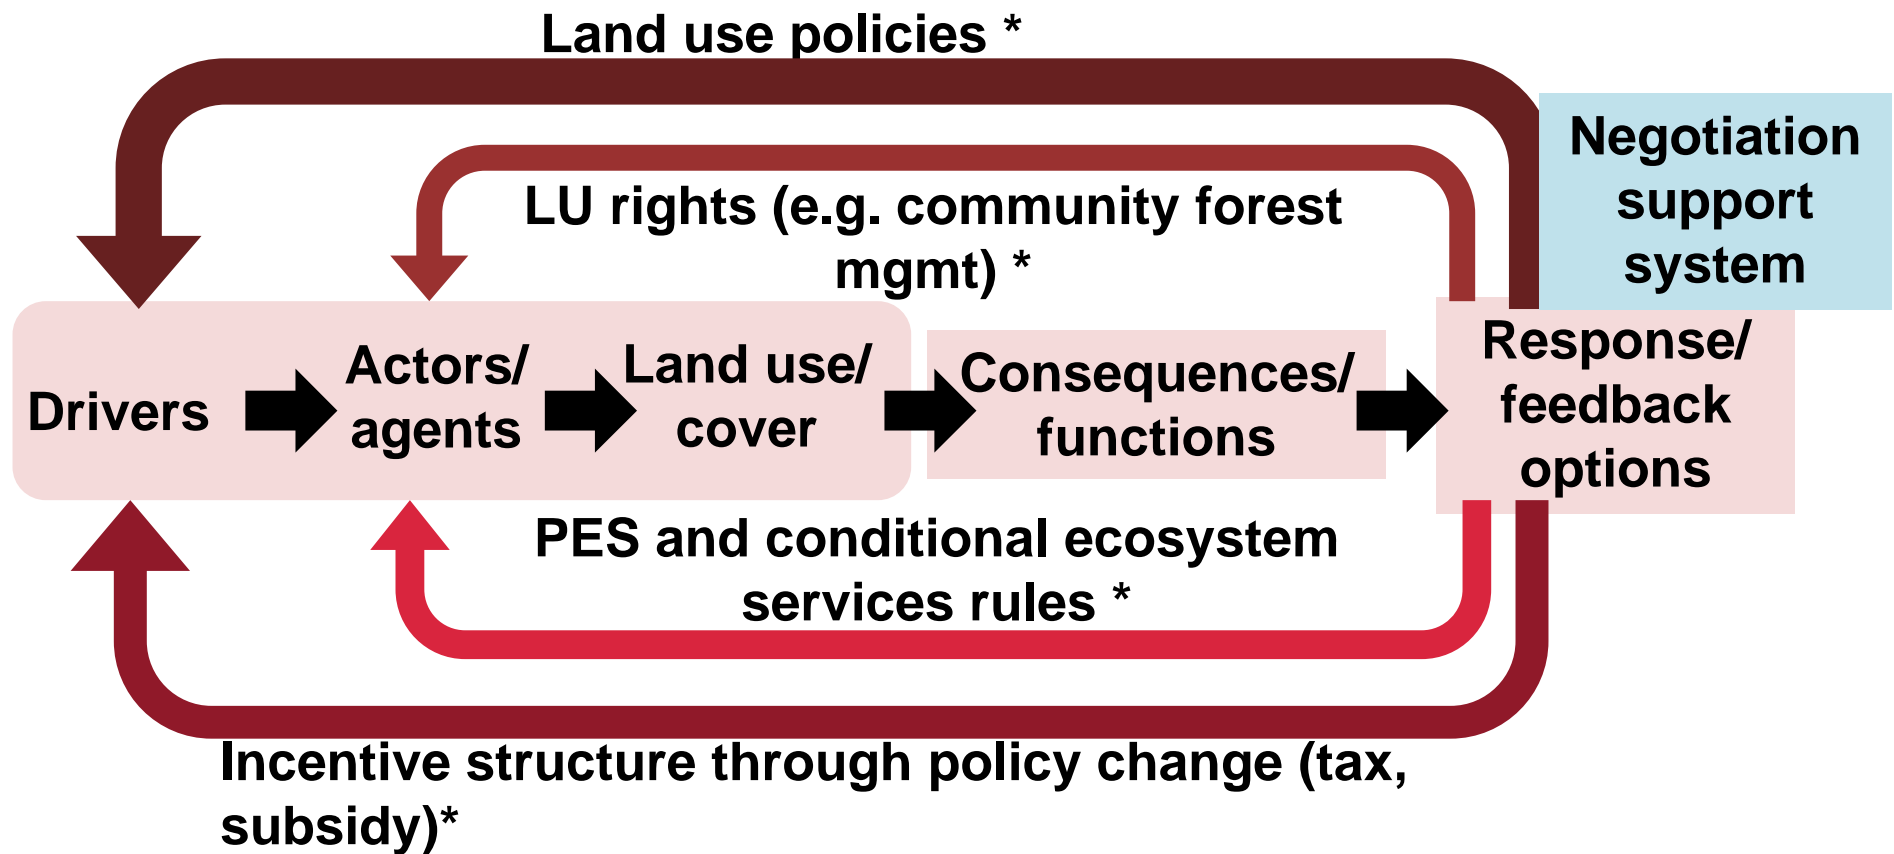 Land use policies *
Negotiation
support
system
LU rights (e.g. community forest
mgmt) *
Drivers
Actors/
agents
Land use/
cover
Consequences/
functions
Response/
feedback
options
PES and conditional ecosystem
services rules *
Incentive structure through policy change (tax,
subsidy)*